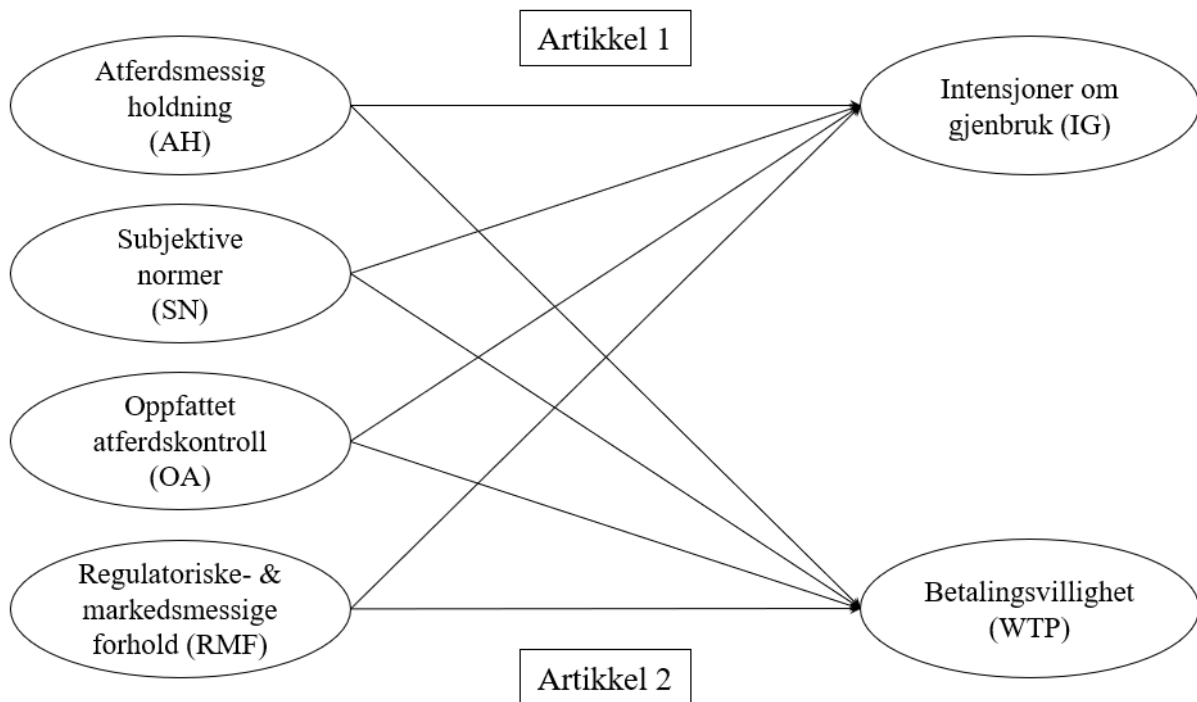 Artikkel 1
Atferdsmessig
holdning
(AH)
Intensjoner om
gjenbruk (IG)
Subjektive
normer
(SN)
Oppfattet
atferdskontroll
(OA)
Regulatoriske- &
markedsmessige
forhold (RMF)
Betalingsvillighet
(WTP)
Artikkel 2